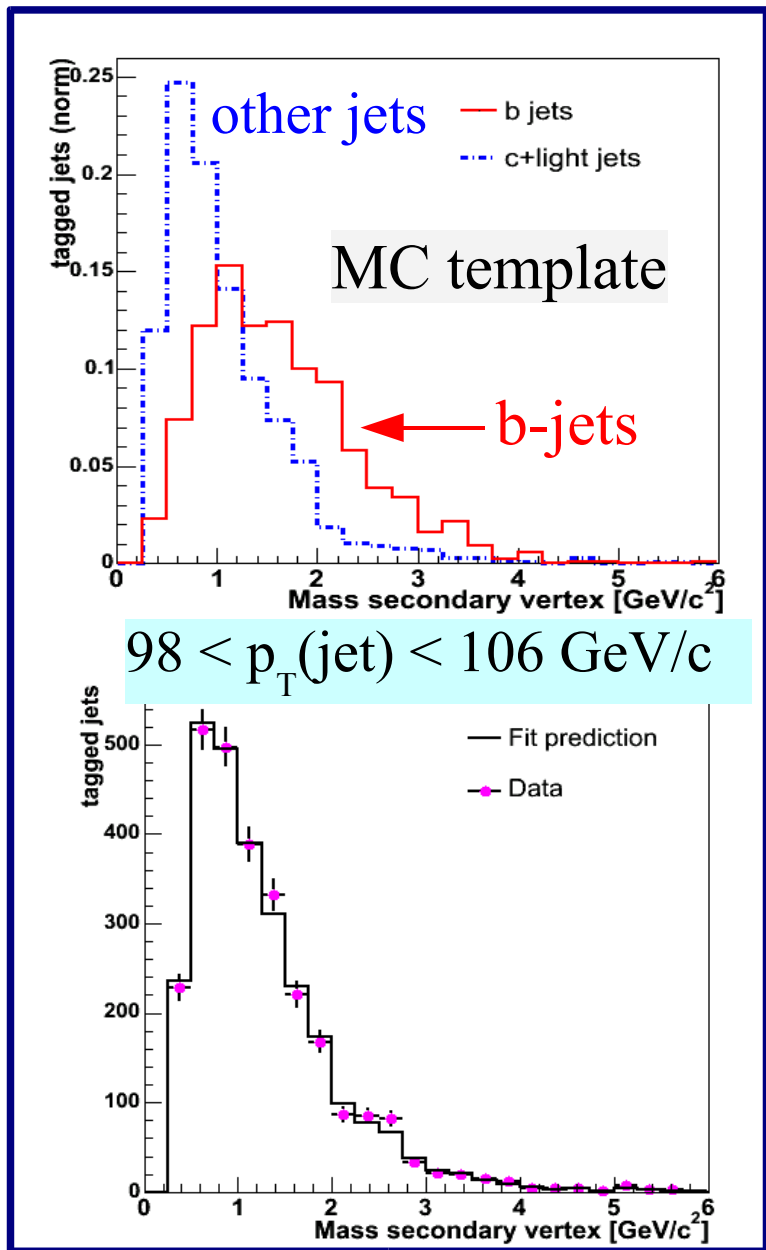 tagged jets (norm)
0.25
0.2
0.15
0.1
0.05
0
other jets
b jets
c+light jets
MC template
b-jets
0 1 2 3 4 5 6
Mass secondary vertex [GeV/c²]
98 < p_T(jet) < 106 GeV/c
tagged jets
500
400
300
200
100
0
Fit prediction
Data
0 1 2 3 4 5 6
Mass secondary vertex [GeV/c²]